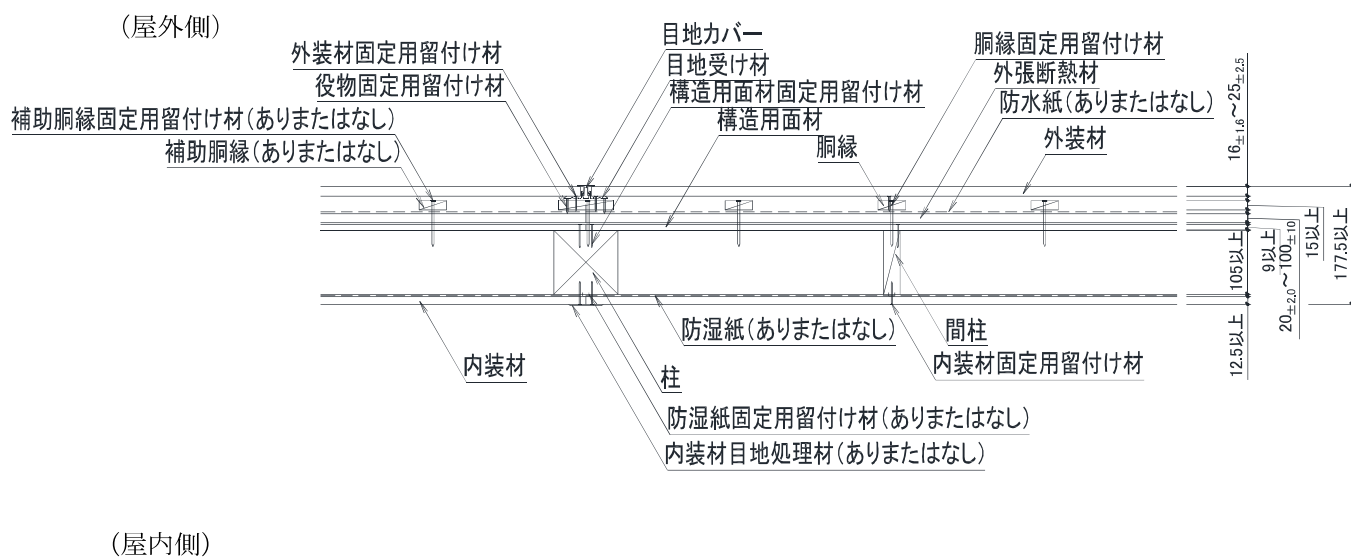 (屋外側)
目地カバー
外装材固定用留付け材
胴縁固定用留付け材
目地受け材
外張断熱材
役物固定用留付け材
構造用面材固定用留付け材
防水紙(ありまたはなし)
補助胴縁固定用留付け材(ありまたはなし)
構造用面材
外装材
補助胴縁(ありまたはなし)
胴縁
16±1.6～25±2.5
105以上
9以上
20±2.0～100±10
15以上
177.5以上
12.5以上
防湿紙(ありまたはなし)
間柱
内装材
内装材固定用留付け材
柱
防湿紙固定用留付け材(ありまたはなし)
内装材目地処理材(ありまたはなし)
(屋内側)